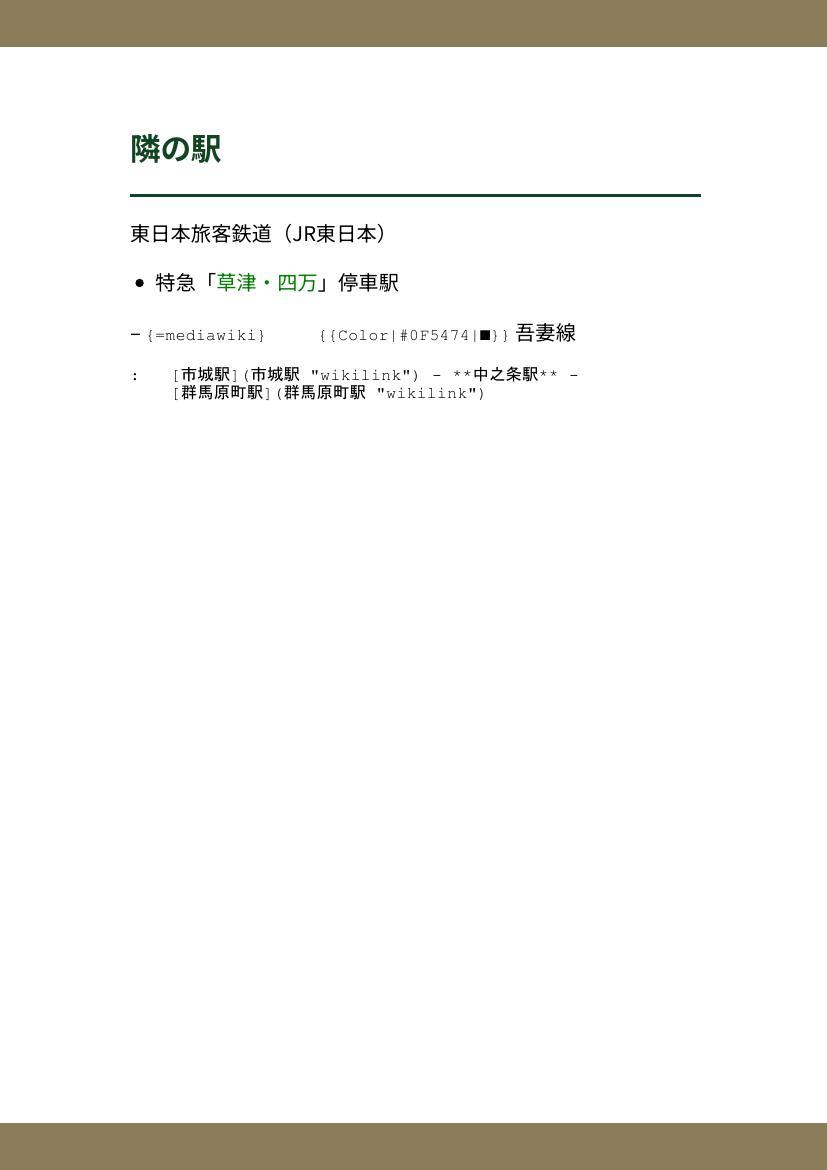 隣の駅
東日本旅客鉄道（JR東日本）
● 特急「草津・四万」停車駅
– {=mediawiki} {{Color|#0F5474|■}} 吾妻線
: [市城駅](市城駅 "wikilink") - **中之条駅** -
[群馬原町駅](群馬原町駅 "wikilink")